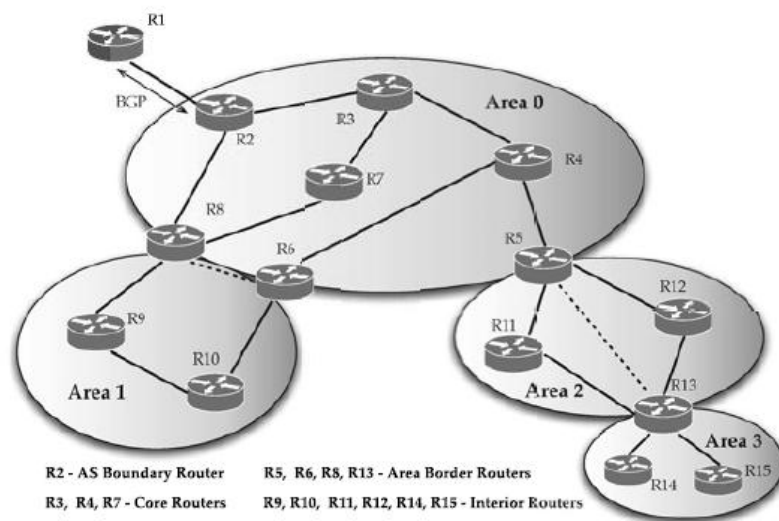 R1
BGP
R2
R3
Area 0
R4
R7
R8
R6
R5
R12
R9
R11
R10
Area 1
Area 2
R13
Area 3
R14
R15
R2 - AS Boundary Router
R5, R6, R8, R13 - Area Border Routers
R3, R4, R7 - Core Routers
R9, R10, R11, R12, R14, R15 - Interior Routers